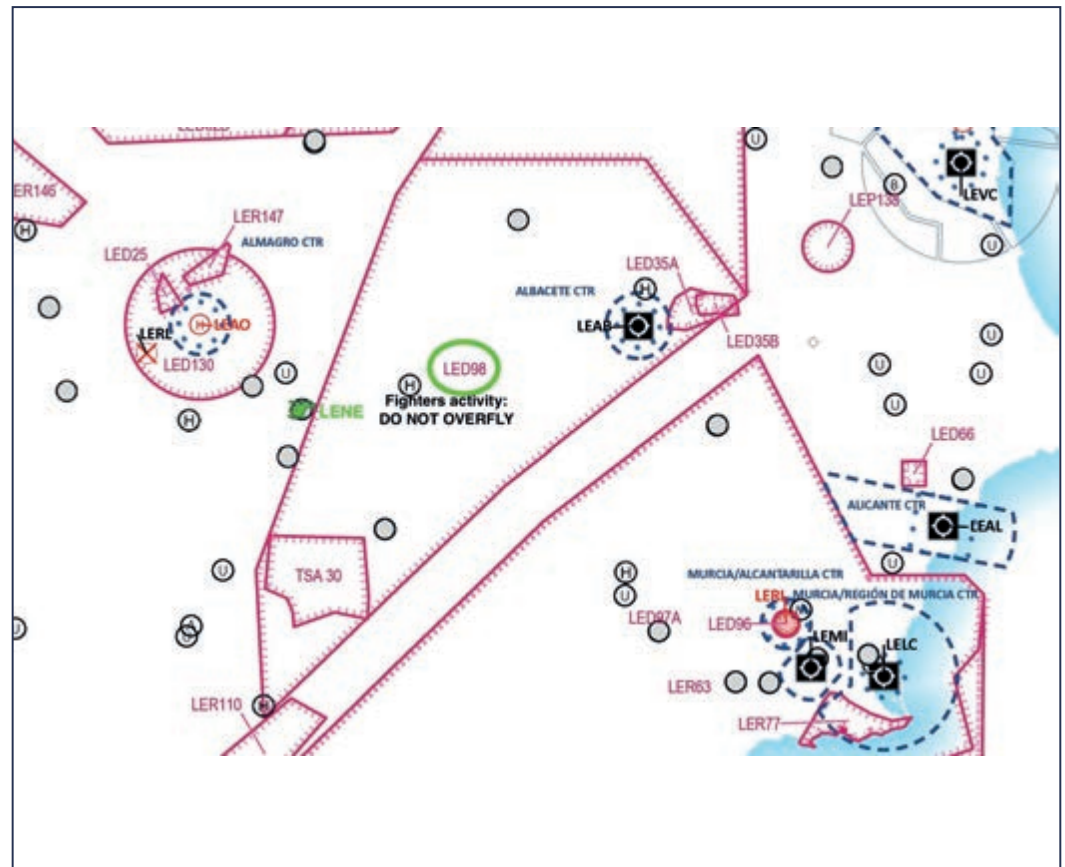 LEVC
ER146
LEP138
LER147
H
ALMAGRO CTR
LED25
U
LED35A
ALBACETE CTR
H
LEAB
LEAO
LERL
LED35B
LED130
LED98
U
H
Fighters activity:
DO NOT OVERFLY
LENE
H
LED66
ALICANTE CTR
LEAL
U
TSA 30
U
H
MURCIA/ALCANTARILLA CTR
U
MURCIA/REGIÓN DE MURCIA CTR
LED97A
LED96
LEMI
LELC
LER63
LER110
H
LER77